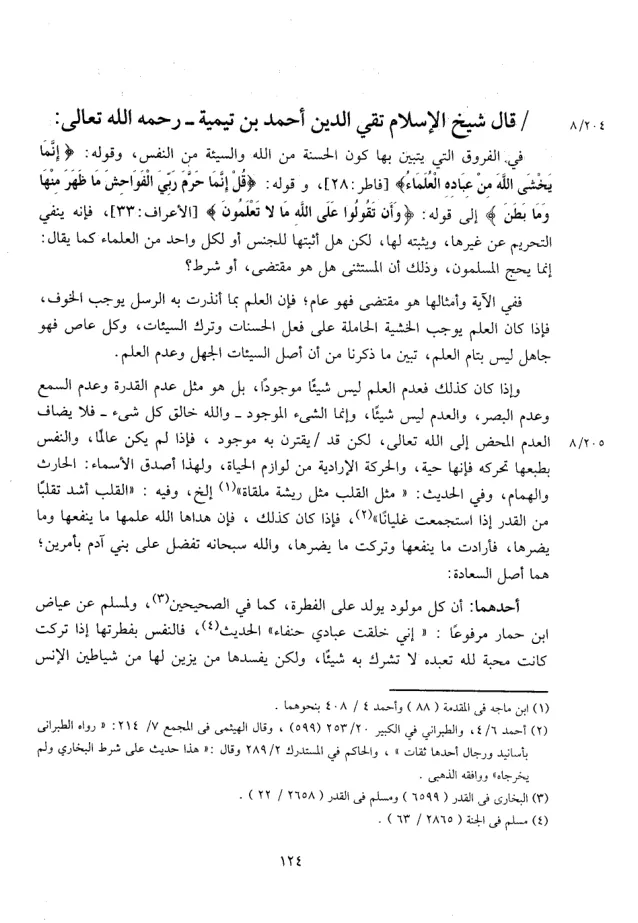 ٨/٢٠٤ / قال شيخ الإسلام تقي الدين أحمد بن تيمية ـ رحمه الله تعالى:
في الفروق التي يتبين بها كون الحسنة من الله والسيئة من النفس، وقوله: ﴿ إِنَّمَا
يَخْشَى اللَّهَ مِنْ عِبَادِهِ الْعُلَمَاءُ﴾ [فاطر:٢٨]، و قوله: ﴿قُلْ إِنَّمَا حَرَّمَ رَبِّيَ الْفَوَاحِشَ مَا ظَهَرَ مِنْهَا
وَمَا بَطَنَ ﴾ إلى قوله: ﴿وَأَن تَقُولُوا عَلَى اللَّهِ مَا لا تَعْلَمُونَ ﴾ [الأعراف:٣٣]، فإنه ينفي
التحريم عن غيرها، ويثبته لها، لكن هل أثبتها للجنس أو لكل واحد من العلماء كما يقال:
إنما يحج المسلمون، وذلك أن المستثنى هل هو مقتضى، أو شرط؟
ففي الآية وأمثالها هو مقتضى فهو عام؛ فإن العلم بما أنذرت به الرسل يوجب الخوف،
فإذا كان العلم يوجب الخشية الحاملة على فعل الحسنات وترك السيئات، وكل عاص فهو
جاهل ليس بتام العلم، تبين ما ذكرنا من أن أصل السيئات الجهل وعدم العلم.
وإذا كان كذلك فعدم العلم ليس شيئًا موجودًا، بل هو مثل عدم القدرة وعدم السمع
وعدم البصر، والعدم ليس شيئًا، وإنما الشىء الموجود ـ والله خالق كل شىء ـ فلا يضاف
٨/٢٠٥ العدم المحض إلى الله تعالى، لكن قد / يقترن به موجود ، فإذا لم يكن عالمًا، والنفس
بطبعها تحركه فإنها حية، والحركة الإرادية من لوازم الحياة، ولهذا أصدق الأسماء: الحارث
والهمام، وفي الحديث: « مثل القلب مثل ريشة ملقاة»(١) إلخ، وفيه : «القلب أشد تقلبًا
من القدر إذا استجمعت غليانًا»(٢)، فإذا كان كذلك ، فإن هداها الله علمها ما ينفعها وما
يضرها، فأرادت ما ينفعها وتركت ما يضرها، والله سبحانه تفضل على بني آدم بأمرين؛
هما أصل السعادة:
أحدهما: أن كل مولود يولد على الفطرة، كما في الصحيحين(٣)، ولمسلم عن عياض
ابن حمار مرفوعًا : « إني خلقت عبادي حنفاء» الحديث(٤)، فالنفس بفطرتها إذا تركت
كانت محبة لله تعبده لا تشرك به شيئًا، ولكن يفسدها من يزين لها من شياطين الإنس
(١) ابن ماجه في المقدمة ( ٨٨ ) وأحمد ٤ / ٤٠٨ بنحوهما .
(٢) أحمد ٤/٦، والطبراني في الكبير ٢٥٣/٢٠ (٥٩٩) ، وقال الهيثمى فى المجمع ٧/ ٢١٤: « رواه الطبرانى
بأسانيد ورجال أحدها ثقات » ، والحاكم في المستدرك ٢٨٩/٢ وقال :« هذا حديث على شرط البخاري ولم
يخرجاه» ووافقه الذهبى .
(٣) البخارى فى القدر ( ٦٥٩٩ ) ومسلم فى القدر ( ٢٦٥٨ / ٢٢ ) .
(٤) مسلم فى الجنة ( ٢٨٦٥ / ٦٣ ) .
١٢٤